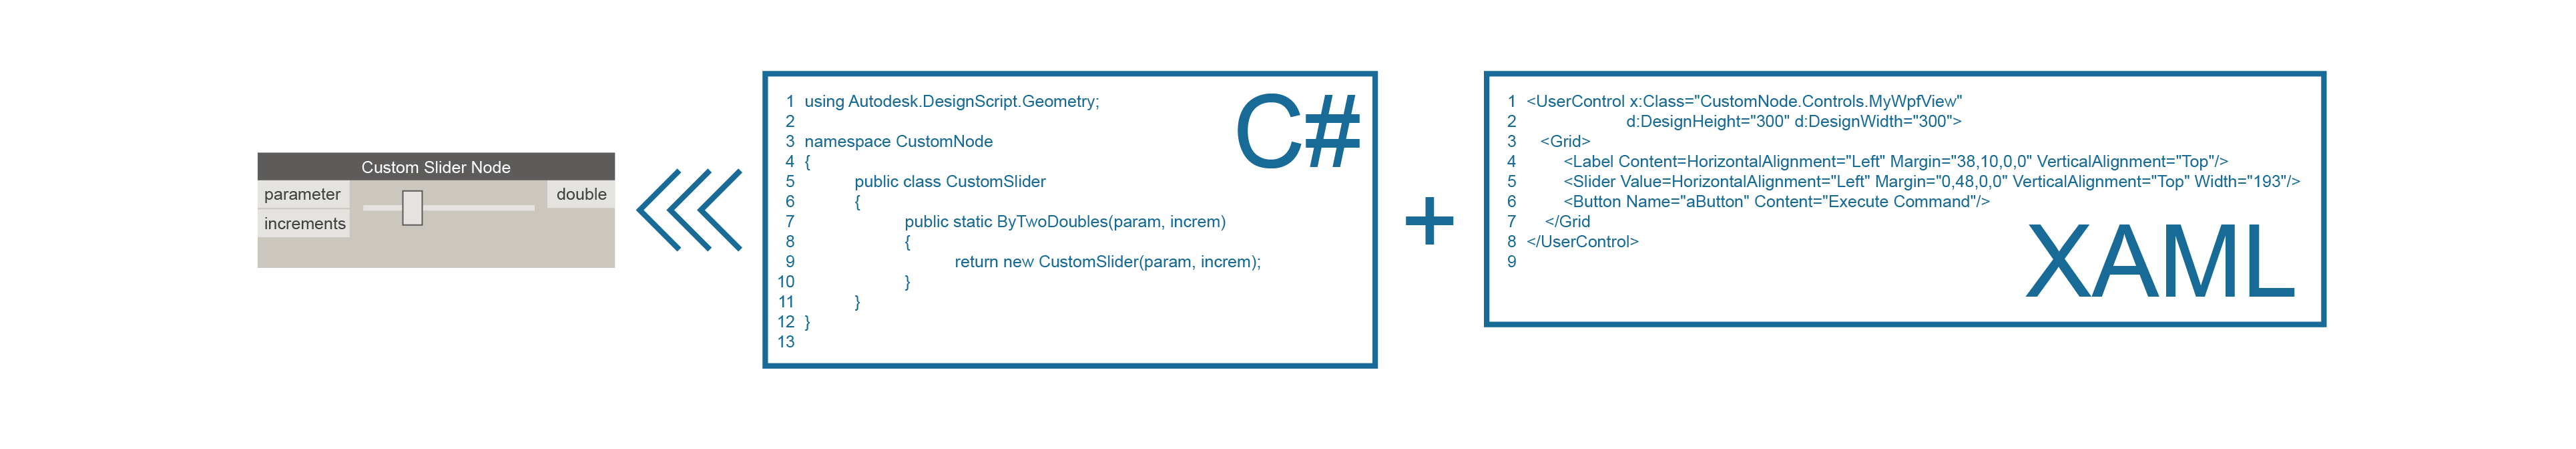 Custom Slider Node
parameter
double
increments
C#
1 using Autodesk.DesignScript.Geometry;
2
3 namespace CustomNode
4 {
5 public class CustomSlider
6 {
7 public static ByTwoDoubles(param, increm)
8 {
9 return new CustomSlider(param, increm);
10 }
11 }
12 }
13
+
1 <UserControl x:Class="CustomNode.Controls.MyWpfView"
2 d:DesignHeight="300" d:DesignWidth="300">
3 <Grid>
4 <Label Content=HorizontalAlignment="Left" Margin="38,10,0,0" VerticalAlignment="Top"/>
5 <Slider Value=HorizontalAlignment="Left" Margin="0,48,0,0" VerticalAlignment="Top" Width="193"/>
6 <Button Name="aButton" Content="Execute Command"/>
7 </Grid
8 </UserControl>
9
XAML